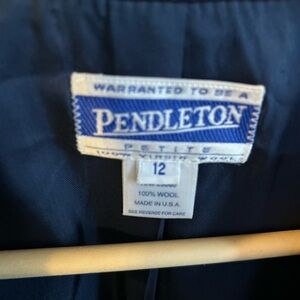 WARRANTED TO BE A
PENDLETON
PETITE
100% VIRGIN WOOL
12
100% WOOL
MADE IN U.S.A.
SEE REVERSE FOR CARE